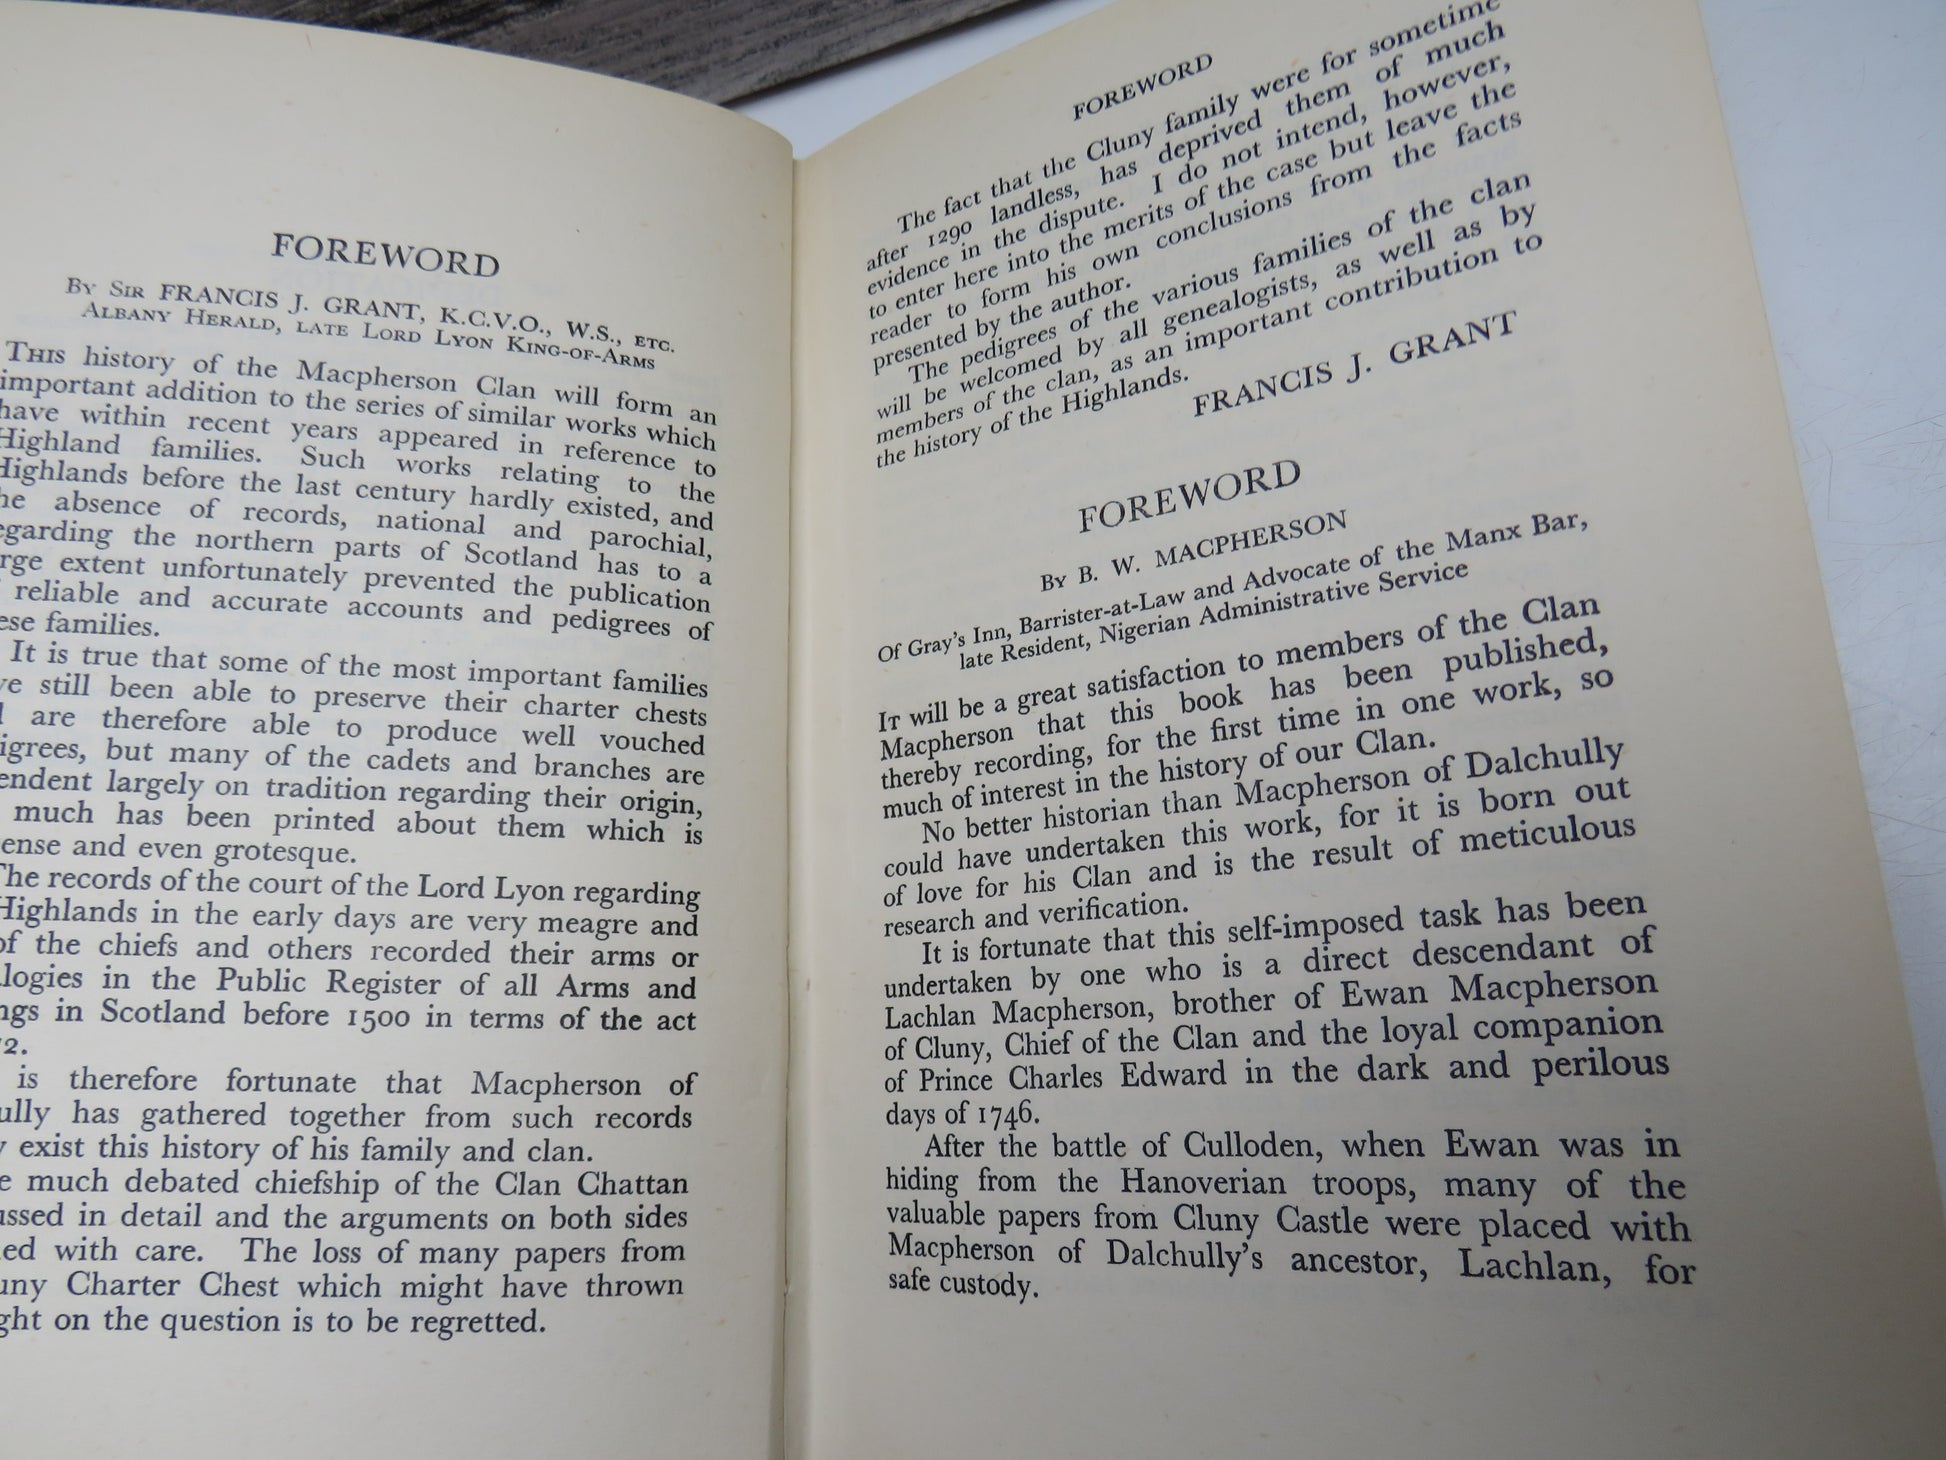 FOREWORD
By Sir FRANCIS J. GRANT, K.C.V.O., W.S., etc.
Albany Herald, late Lord Lyon King-of-Arms
This history of the Macpherson Clan will form an
important addition to the series of similar works which
have within recent years appeared in reference to
Highland families. Such works relating to the
Highlands before the last century hardly existed, and
he absence of records, national and parochial,
egarding the northern parts of Scotland has to a
rge extent unfortunately prevented the publication
reliable and accurate accounts and pedigrees of
ese families.
It is true that some of the most important families
ve still been able to preserve their charter chests
are therefore able to produce well vouched
igrees, but many of the cadets and branches are
endent largely on tradition regarding their origin,
much has been printed about them which is
ense and even grotesque.
The records of the court of the Lord Lyon regarding
Highlands in the early days are very meagre and
of the chiefs and others recorded their arms or
alogies in the Public Register of all Arms and
ngs in Scotland before 1500 in terms of the act
72.
is therefore fortunate that Macpherson of
ully has gathered together from such records
y exist this history of his family and clan.
e much debated chiefship of the Clan Chattan
ussed in detail and the arguments on both sides
ed with care. The loss of many papers from
uny Charter Chest which might have thrown
ght on the question is to be regretted.
FOREWORD
The fact that the Cluny family were for sometime
after 1290 landless, has deprived them of much
evidence in the dispute. I do not intend, however,
to enter here into the merits of the case but leave the
reader to form his own conclusions from the facts
presented by the author.
The pedigrees of the various families of the clan
will be welcomed by all genealogists, as well as by
members of the clan, as an important contribution to
the history of the Highlands.
FRANCIS J. GRANT
FOREWORD
By B. W. MACPHERSON
Of Gray's Inn, Barrister-at-Law and Advocate of the Manx Bar,
late Resident, Nigerian Administrative Service
It will be a great satisfaction to members of the Clan
Macpherson that this book has been published,
thereby recording, for the first time in one work, so
much of interest in the history of our Clan.
No better historian than Macpherson of Dalchully
could have undertaken this work, for it is born out
of love for his Clan and is the result of meticulous
research and verification.
It is fortunate that this self-imposed task has been
undertaken by one who is a direct descendant of
Lachlan Macpherson, brother of Ewan Macpherson
of Cluny, Chief of the Clan and the loyal companion
of Prince Charles Edward in the dark and perilous
days of 1746.
After the battle of Culloden, when Ewan was in
hiding from the Hanoverian troops, many of the
valuable papers from Cluny Castle were placed with
Macpherson of Dalchully's ancestor, Lachlan, for
safe custody.